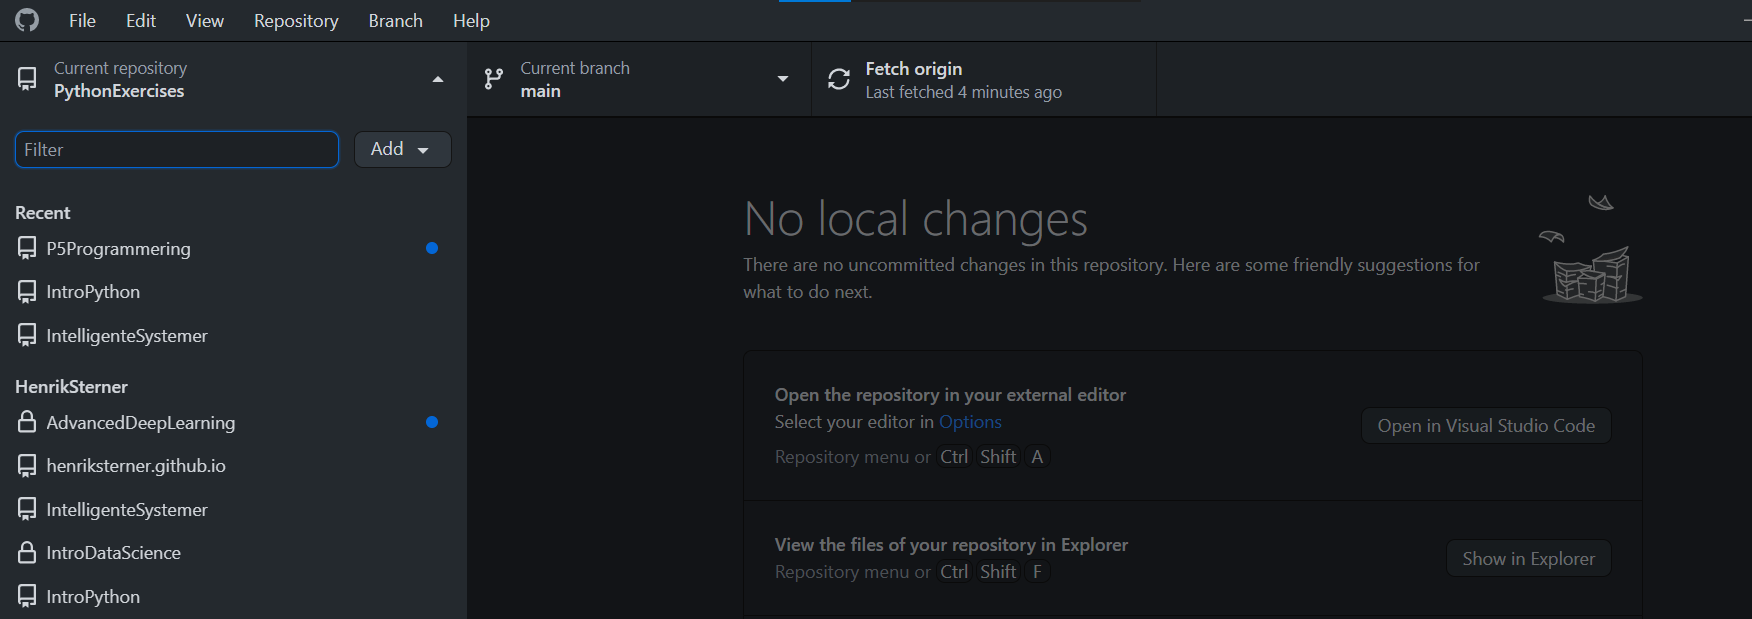 File Edit View Repository Branch Help
Current repository
PythonExercises
Current branch
main
Fetch origin
Last fetched 4 minutes ago
Filter
Add
Recent
P5Programmering
IntroPython
IntelligenteSystemer
HenrikSterner
AdvancedDeepLearning
henriksterner.github.io
IntelligenteSystemer
IntroDataScience
IntroPython
No local changes
There are no uncommitted changes in this repository. Here are some friendly suggestions for
what to do next.
Open the repository in your external editor
Select your editor in Options
Repository menu or Ctrl Shift A
Open in Visual Studio Code
View the files of your repository in Explorer
Repository menu or Ctrl Shift F
Show in Explorer